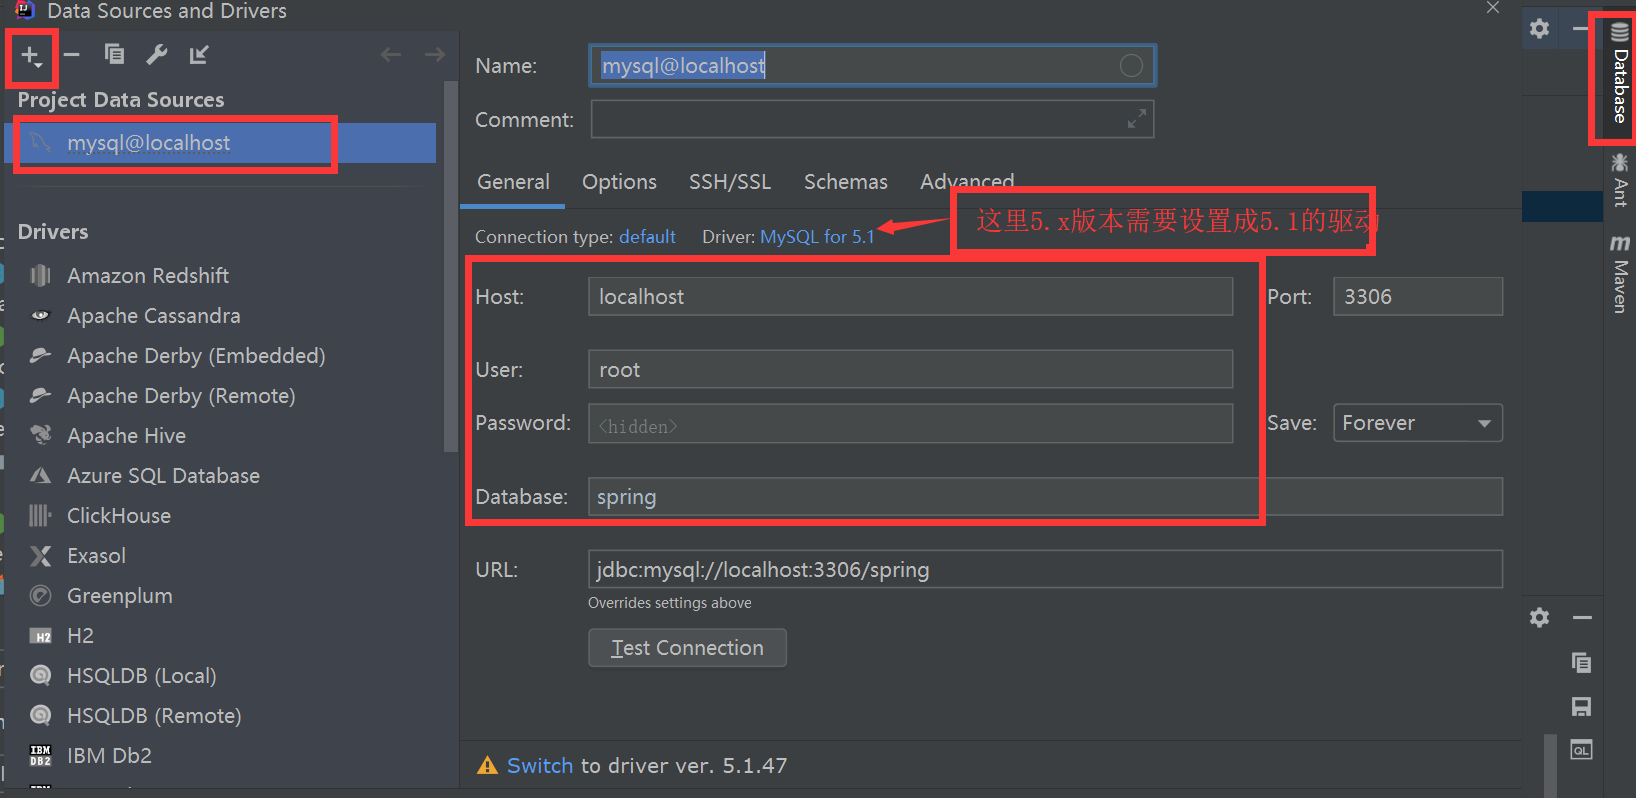 Data Sources and Drivers
Project Data Sources
mysql@localhost
Drivers
Amazon Redshift
Apache Cassandra
Apache Derby (Embedded)
Apache Derby (Remote)
Apache Hive
Azure SQL Database
ClickHouse
Exasol
Greenplum
H2 H2
HSQLDB (Local)
HSQLDB (Remote)
IBM DB2 IBM Db2
Name: mysql@localhost
Comment:
General Options SSH/SSL Schemas Advanced
这里5.x版本需要设置成5.1的驱动
Connection type: default Driver: MySQL for 5.1
Host: localhost Port: 3306
User: root
Password: <hidden> Save: Forever
Database: spring
URL: jdbc:mysql://localhost:3306/spring
Overrides settings above
Test Connection
Switch to driver ver. 5.1.47
Database
Ant
m Maven
QL